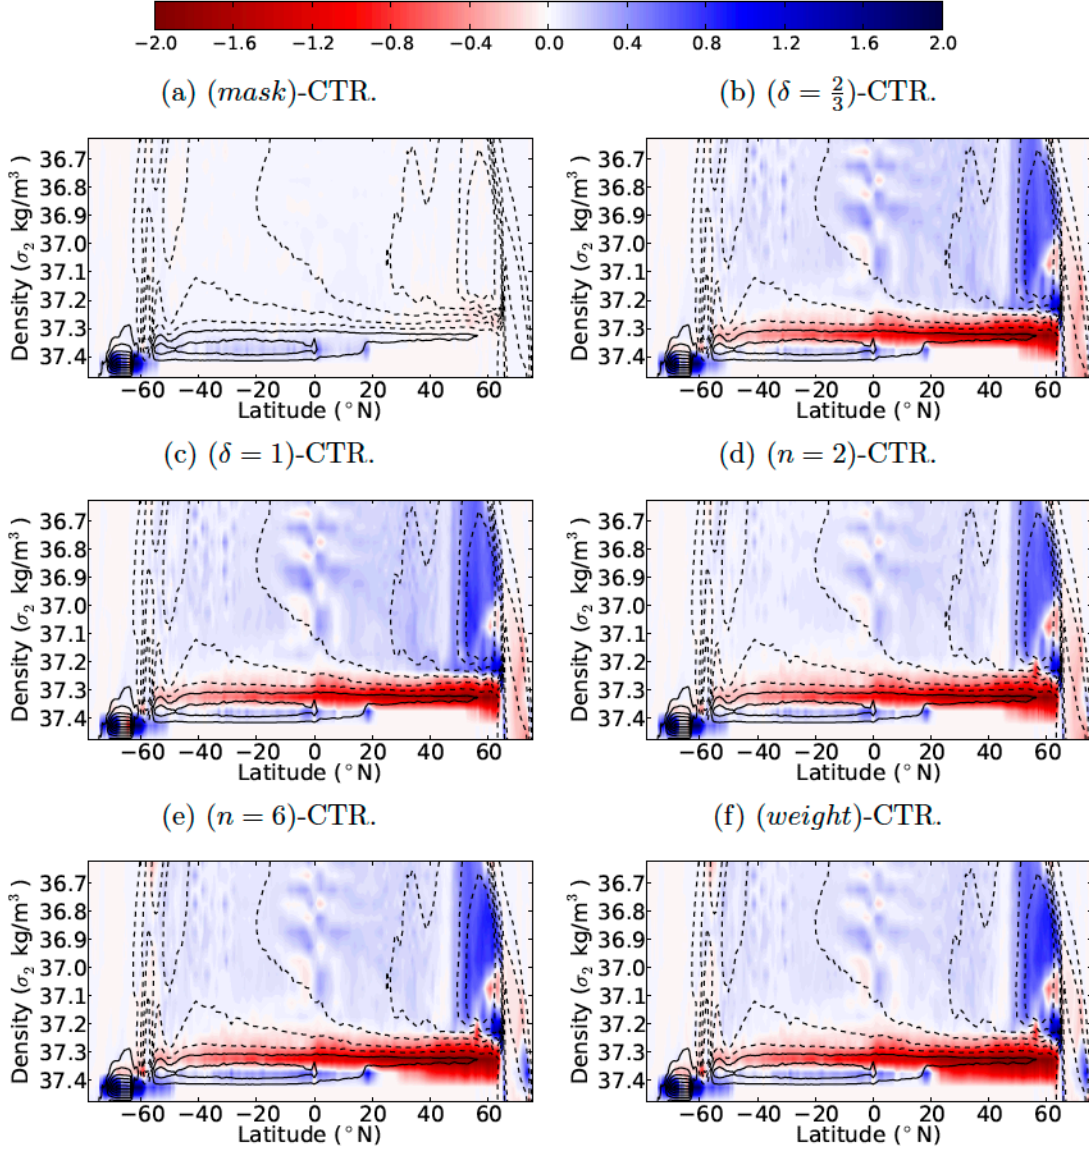 −2.0 −1.6 −1.2 −0.8 −0.4 0.0 0.4 0.8 1.2 1.6 2.0
(a) (mask)-CTR.
(b) (δ = 2/3)-CTR.
Density (σ₂ kg/m³)
36.7
36.8
36.9
37.0
37.1
37.2
37.3
37.4
−60 −40 −20 0 20 40 60
Latitude (°N)
Density (σ₂ kg/m³)
36.7
36.8
36.9
37.0
37.1
37.2
37.3
37.4
−60 −40 −20 0 20 40 60
Latitude (°N)
(c) (δ = 1)-CTR.
(d) (n = 2)-CTR.
Density (σ₂ kg/m³)
36.7
36.8
36.9
37.0
37.1
37.2
37.3
37.4
−60 −40 −20 0 20 40 60
Latitude (°N)
Density (σ₂ kg/m³)
36.7
36.8
36.9
37.0
37.1
37.2
37.3
37.4
−60 −40 −20 0 20 40 60
Latitude (°N)
(e) (n = 6)-CTR.
(f) (weight)-CTR.
Density (σ₂ kg/m³)
36.7
36.8
36.9
37.0
37.1
37.2
37.3
37.4
−60 −40 −20 0 20 40 60
Latitude (°N)
Density (σ₂ kg/m³)
36.7
36.8
36.9
37.0
37.1
37.2
37.3
37.4
−60 −40 −20 0 20 40 60
Latitude (°N)